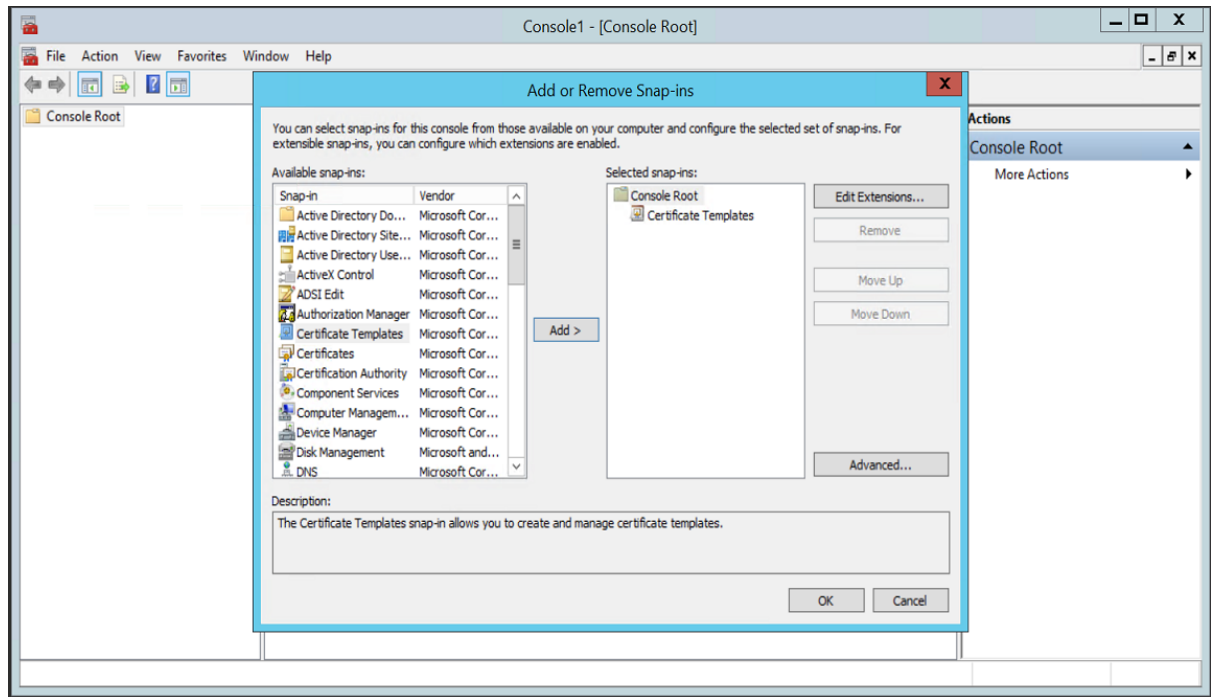 Console1 - [Console Root]
File Action View Favorites Window Help
Console Root
Add or Remove Snap-ins
You can select snap-ins for this console from those available on your computer and configure the selected set of snap-ins. For
extensible snap-ins, you can configure which extensions are enabled.
Available snap-ins:
Snap-in Vendor
Active Directory Do... Microsoft Cor...
Active Directory Site... Microsoft Cor...
Active Directory Use... Microsoft Cor...
ActiveX Control Microsoft Cor...
ADSI Edit Microsoft Cor...
Authorization Manager Microsoft Cor...
Certificate Templates Microsoft Cor...
Certificates Microsoft Cor...
Certification Authority Microsoft Cor...
Component Services Microsoft Cor...
Computer Managem... Microsoft Cor...
Device Manager Microsoft Cor...
Disk Management Microsoft and...
DNS Microsoft Cor...
Add >
Selected snap-ins:
Console Root
Certificate Templates
Edit Extensions...
Remove
Move Up
Move Down
Advanced...
Description:
The Certificate Templates snap-in allows you to create and manage certificate templates.
OK Cancel
Actions
Console Root
More Actions